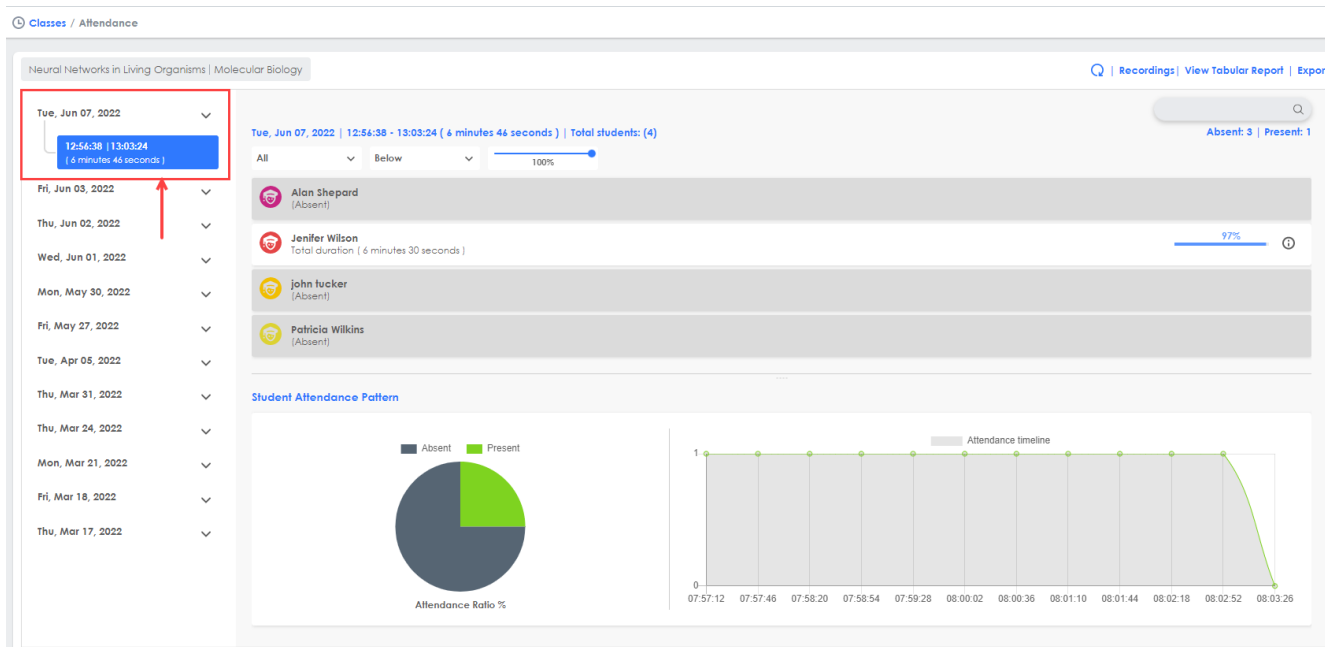 Classes / Attendance
Neural Networks in Living Organisms | Molecular Biology
| Recordings | View Tabular Report | Expor
Tue, Jun 07, 2022
12:56:38 | 13:03:24
( 6 minutes 46 seconds )
Fri, Jun 03, 2022
Thu, Jun 02, 2022
Wed, Jun 01, 2022
Mon, May 30, 2022
Fri, May 27, 2022
Tue, Apr 05, 2022
Thu, Mar 31, 2022
Thu, Mar 24, 2022
Mon, Mar 21, 2022
Fri, Mar 18, 2022
Thu, Mar 17, 2022
Tue, Jun 07, 2022 | 12:56:38 - 13:03:24 ( 6 minutes 46 seconds ) | Total students: (4)
Absent: 3 | Present: 1
All
Below
100%
Alan Shepard
(Absent)
Jenifer Wilson
Total duration ( 6 minutes 30 seconds )
97%
john tucker
(Absent)
Patricia Wilkins
(Absent)
Student Attendance Pattern
Absent Present
Attendance Ratio %
Attendance timeline
1
0
07:57:12 07:57:46 07:58:20 07:58:54 07:59:28 08:00:02 08:00:36 08:01:10 08:01:44 08:02:18 08:02:52 08:03:26